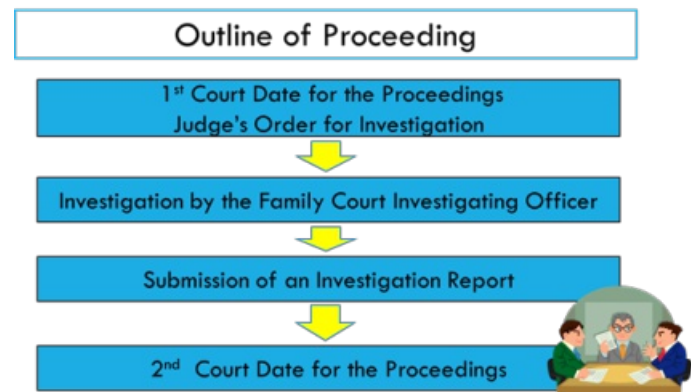 Outline of Proceeding
1st Court Date for the Proceedings
Judge's Order for Investigation
Investigation by the Family Court Investigating Officer
Submission of an Investigation Report
2nd Court Date for the Proceedings